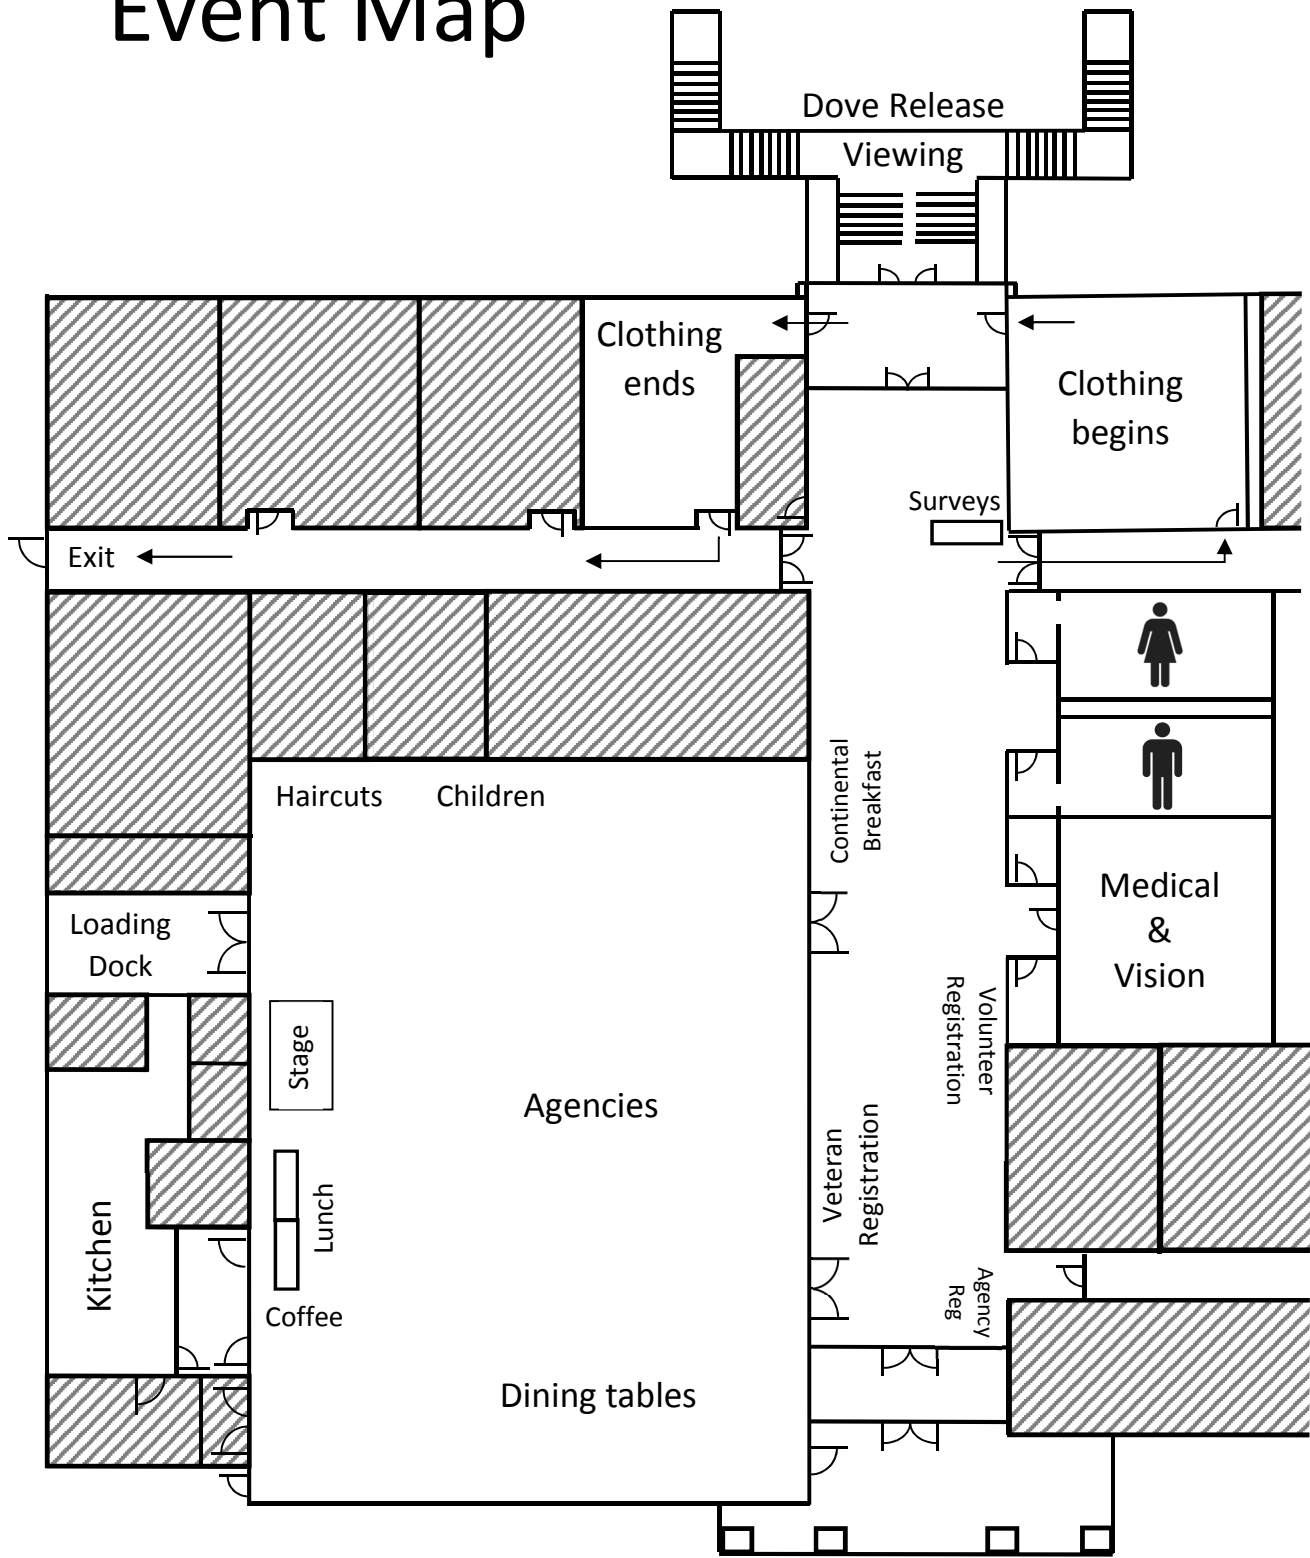 Event Map
Dove Release
Viewing
Clothing
ends
Clothing
begins
Surveys
Exit
Continental
Breakfast
Haircuts
Children
Medical
&
Vision
Loading
Dock
Volunteer
Registration
Stage
Agencies
Veteran
Registration
Lunch
Kitchen
Coffee
Agency
Reg
Dining tables